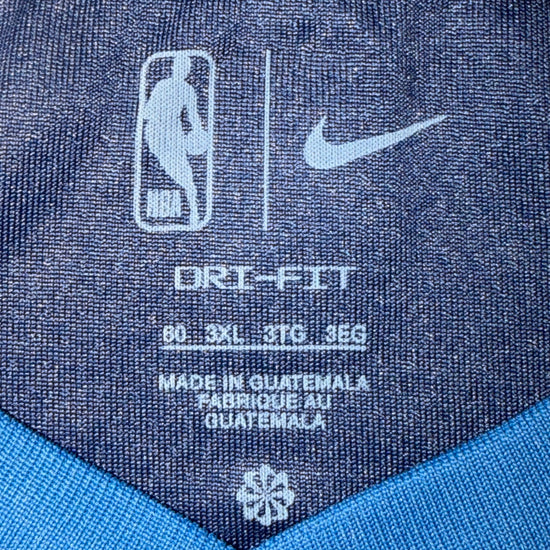 NBA
DRI-FIT
60 3XL 3TG 3EG
MADE IN GUATEMALA
FABRIQUE AU
GUATEMALA